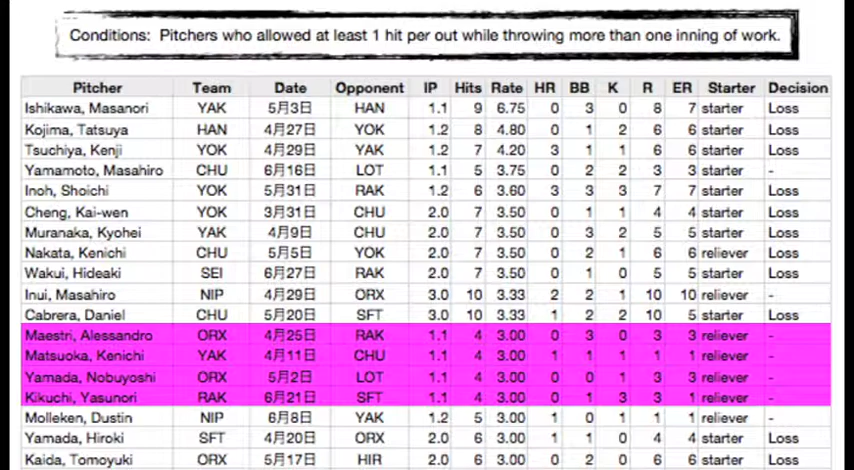 Conditions: Pitchers who allowed at least 1 hit per out while throwing more than one inning of work.
Pitcher Team Date Opponent IP Hits Rate HR BB K R ER Starter Decision
Ishikawa, Masanori YAK 5月3日 HAN 1.1 9 6.75 0 3 0 8 7 starter Loss
Kojima, Tatsuya HAN 4月27日 YOK 1.2 8 4.80 0 1 2 6 6 starter Loss
Tsuchiya, Kenji YOK 4月29日 YAK 1.2 7 4.20 3 1 1 6 6 starter Loss
Yamamoto, Masahiro CHU 6月16日 LOT 1.1 5 3.75 0 2 2 3 3 starter -
Inoh, Shoichi YOK 5月31日 RAK 1.2 6 3.60 3 3 3 7 7 starter Loss
Cheng, Kai-wen YOK 3月31日 CHU 2.0 7 3.50 0 1 1 4 4 starter Loss
Muranaka, Kyohei YAK 4月9日 CHU 2.0 7 3.50 0 3 2 5 5 starter Loss
Nakata, Kenichi CHU 5月5日 YOK 2.0 7 3.50 0 2 1 6 6 reliever Loss
Wakui, Hideaki SEI 6月27日 RAK 2.0 7 3.50 0 1 0 5 5 starter Loss
Inui, Masahiro NIP 4月29日 ORX 3.0 10 3.33 2 2 1 10 10 reliever -
Cabrera, Daniel CHU 5月20日 SFT 3.0 10 3.33 1 2 2 10 5 starter Loss
Maestri, Alessandro ORX 4月25日 RAK 1.1 4 3.00 0 3 0 3 3 reliever -
Matsuoka, Kenichi YAK 4月11日 CHU 1.1 4 3.00 1 1 1 1 1 reliever -
Yamada, Nobuyoshi ORX 5月2日 LOT 1.1 4 3.00 0 0 1 3 3 reliever -
Kikuchi, Yasunori RAK 6月21日 SFT 1.1 4 3.00 0 1 3 3 1 reliever -
Molleken, Dustin NIP 6月8日 YAK 1.2 5 3.00 1 0 1 1 1 reliever -
Yamada, Hiroki SFT 4月20日 ORX 2.0 6 3.00 1 1 0 4 4 starter Loss
Kaida, Tomoyuki ORX 5月17日 HIR 2.0 6 3.00 0 2 0 6 6 starter Loss